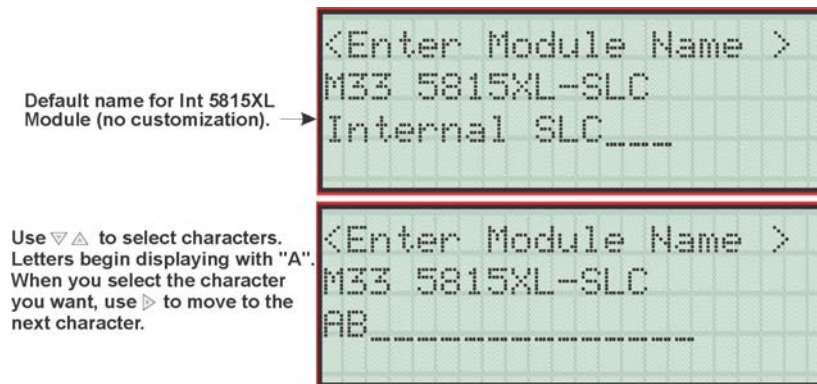 <Enter Module Name >
M33 5815XL-SLC
Internal SLC____
Default name for Int 5815XL
Module (no customization).
<Enter Module Name >
M33 5815XL-SLC
AB__________________
Use ▽ △ to select characters.
Letters begin displaying with "A".
When you select the character
you want, use ▷ to move to the
next character.